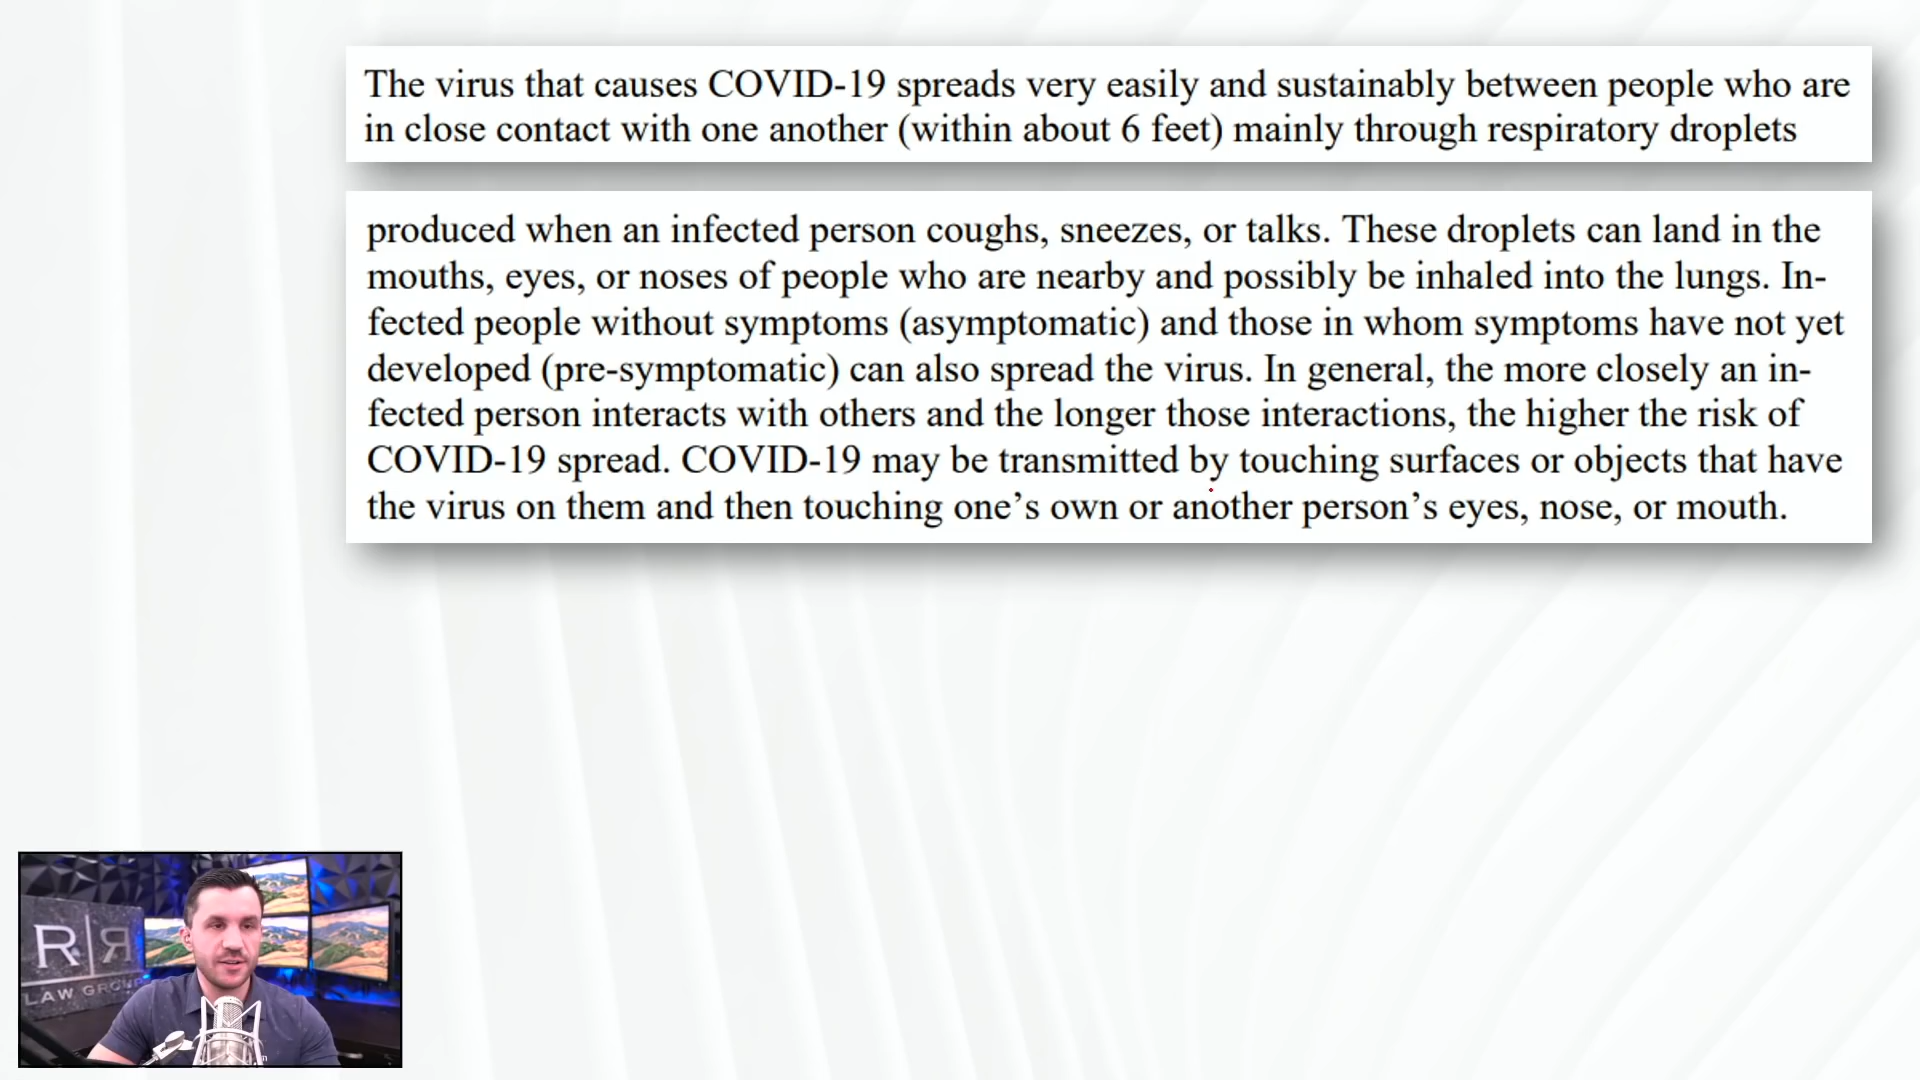 The virus that causes COVID-19 spreads very easily and sustainably between people who are
in close contact with one another (within about 6 feet) mainly through respiratory droplets
produced when an infected person coughs, sneezes, or talks. These droplets can land in the
mouths, eyes, or noses of people who are nearby and possibly be inhaled into the lungs. In-
fected people without symptoms (asymptomatic) and those in whom symptoms have not yet
developed (pre-symptomatic) can also spread the virus. In general, the more closely an in-
fected person interacts with others and the longer those interactions, the higher the risk of
COVID-19 spread. COVID-19 may be transmitted by touching surfaces or objects that have
the virus on them and then touching one’s own or another person’s eyes, nose, or mouth.
R|R
LAW GROUP